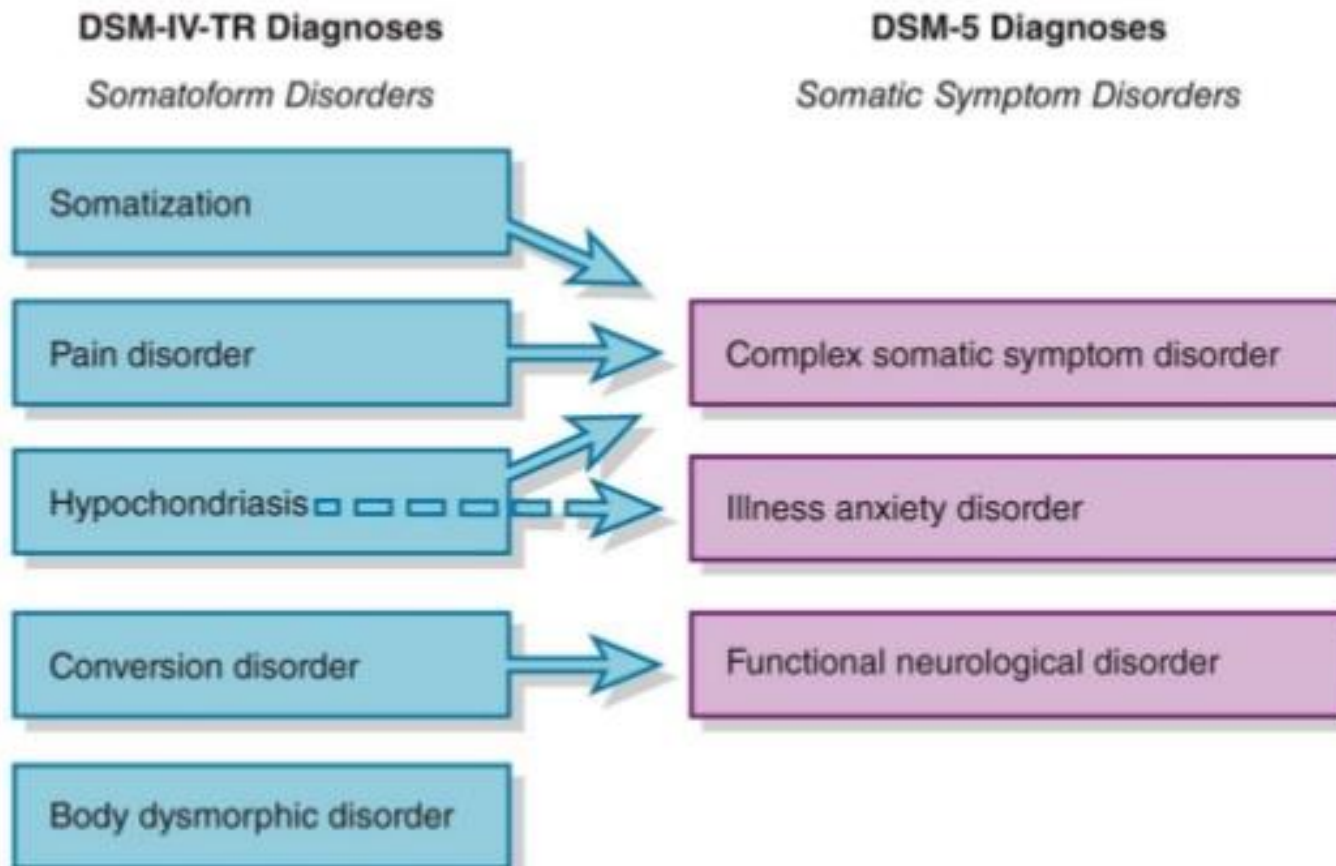 DSM-IV-TR Diagnoses
Somatoform Disorders
Somatization
Pain disorder
Hypochondriasis
Conversion disorder
Body dysmorphic disorder
DSM-5 Diagnoses
Somatic Symptom Disorders
Complex somatic symptom disorder
Illness anxiety disorder
Functional neurological disorder